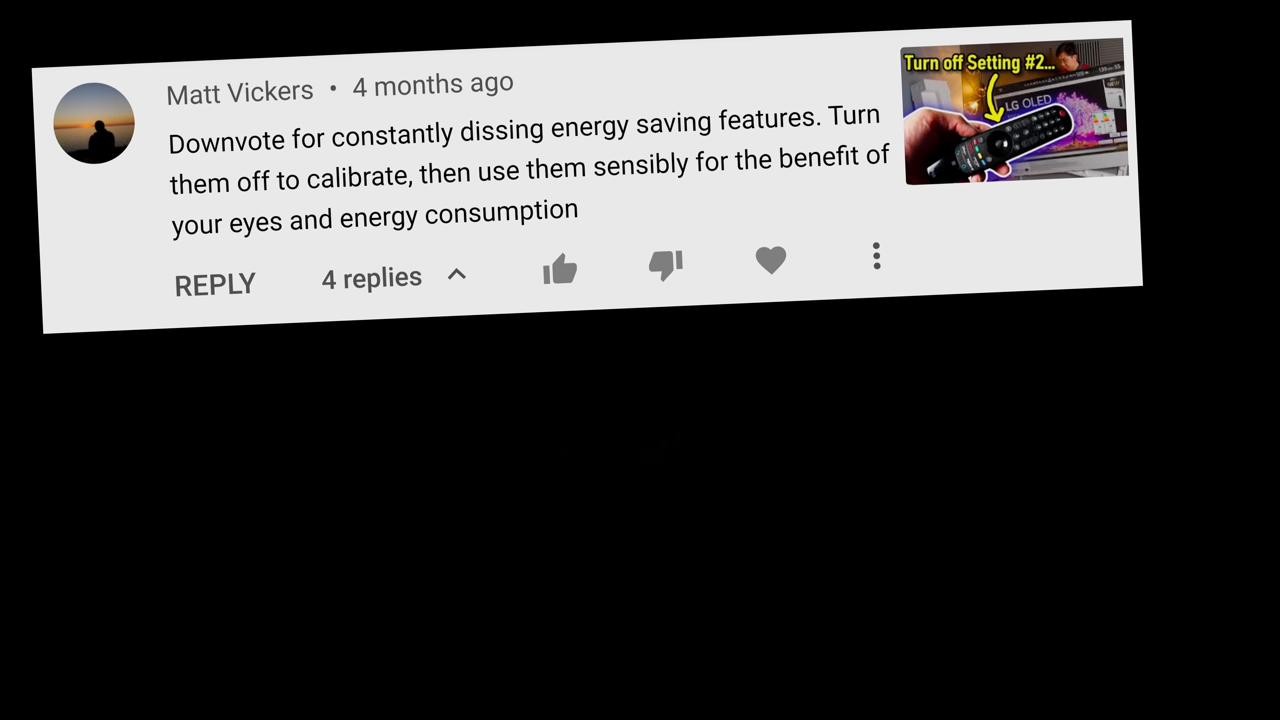 Matt Vickers • 4 months ago
Downvote for constantly dissing energy saving features. Turn
them off to calibrate, then use them sensibly for the benefit of
your eyes and energy consumption
REPLY 4 replies
Turn off Setting #2...
LG OLED